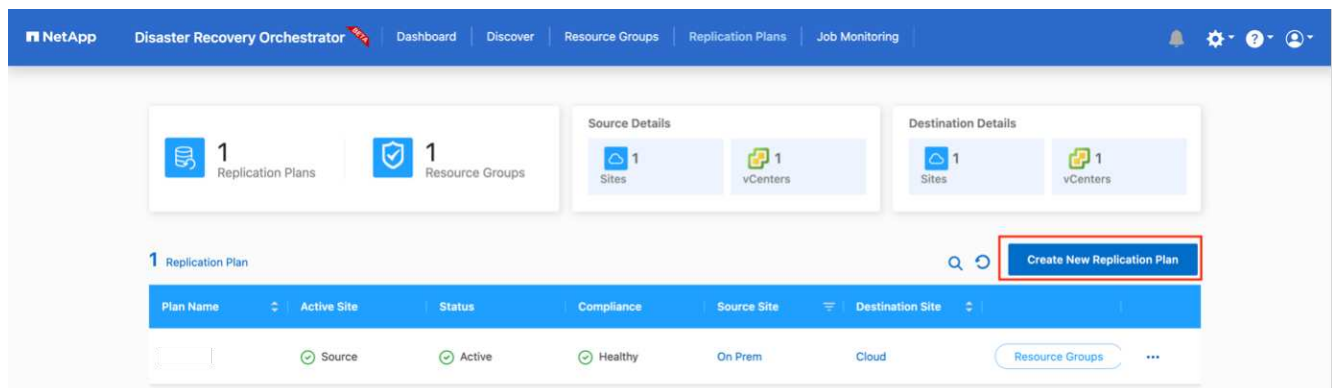 NetApp Disaster Recovery Orchestrator BETA Dashboard Discover Resource Groups Replication Plans Job Monitoring
Source Details Destination Details
1 Replication Plans 1 Resource Groups
1 Sites 1 vCenters 1 Sites 1 vCenters
1 Replication Plan Create New Replication Plan
Plan Name Active Site Status Compliance Source Site Destination Site
Source Active Healthy On Prem Cloud Resource Groups ...